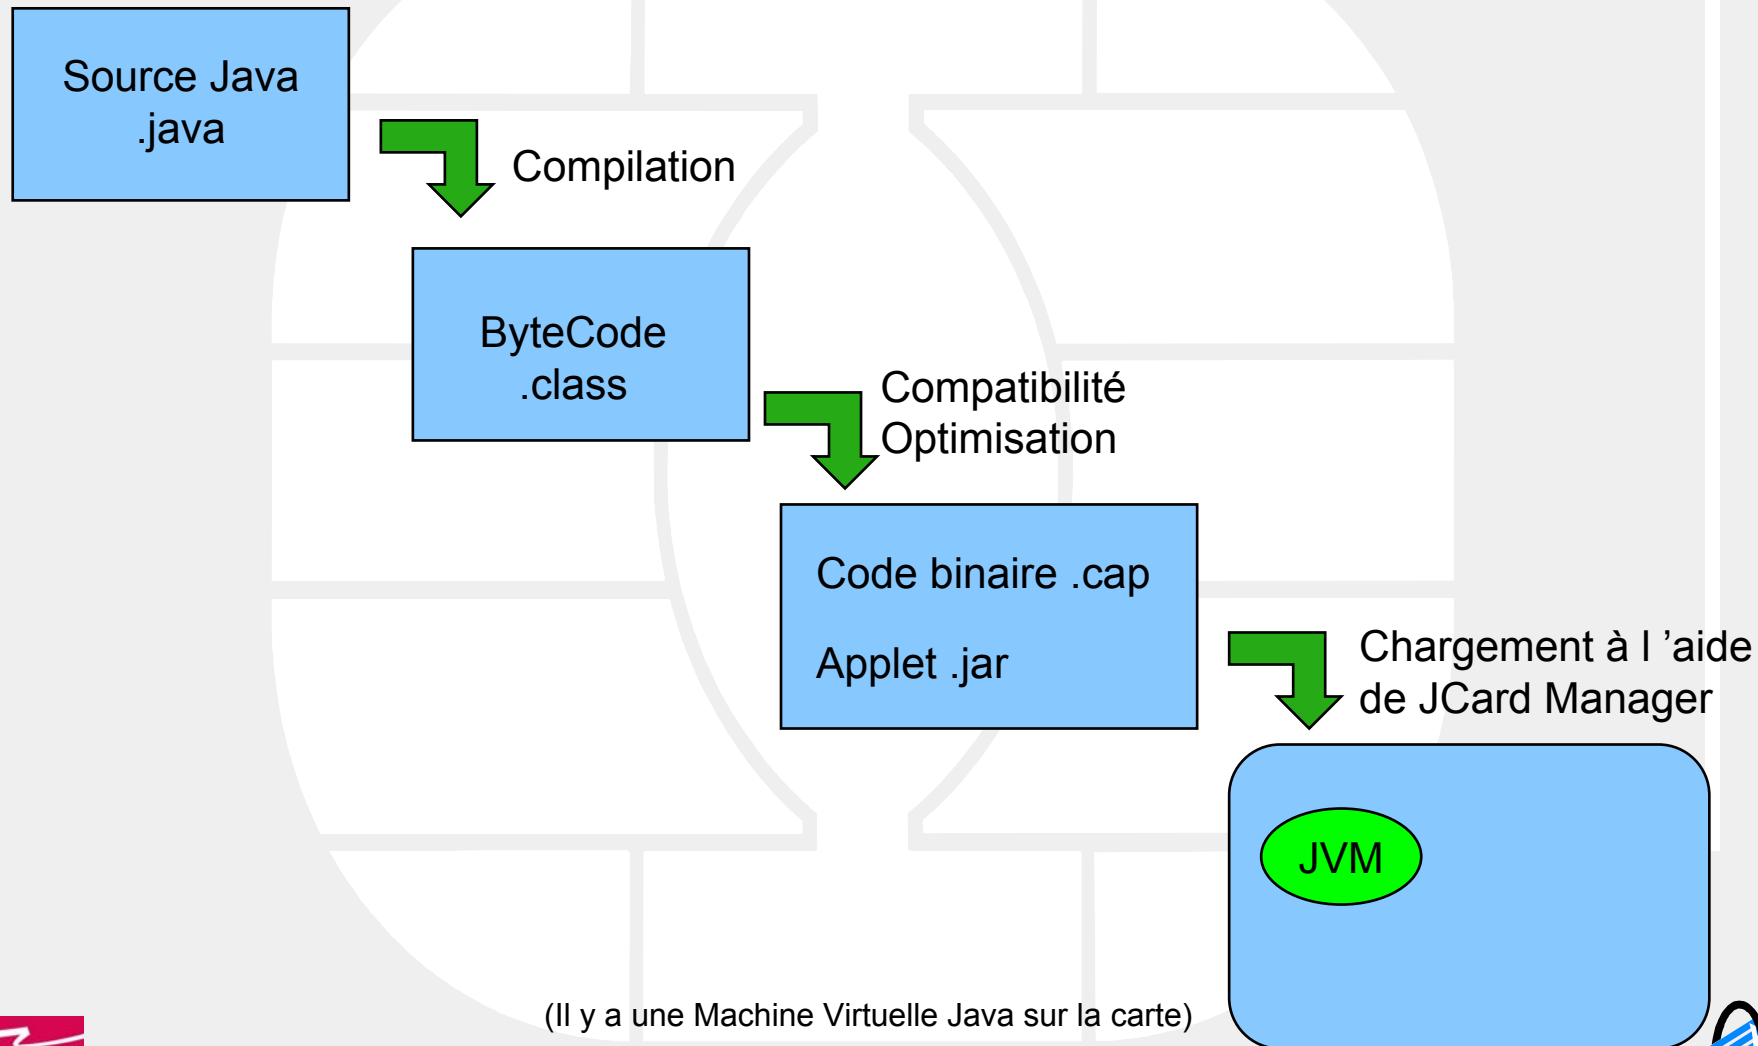 Source Java
.java
Compilation
ByteCode
.class
Compatibilité
Optimisation
Code binaire .cap
Applet .jar
Chargement à l ’aide
de JCard Manager
JVM
(Il y a une Machine Virtuelle Java sur la carte)